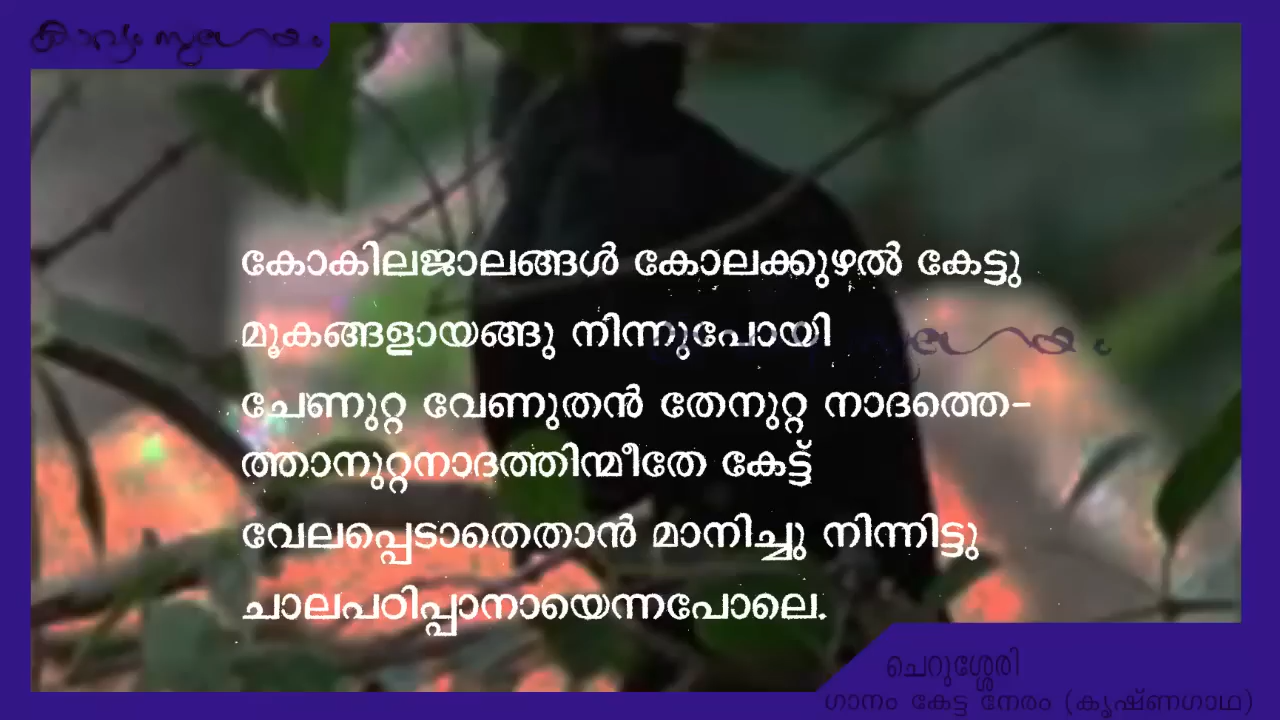 കാവ്യം സുഗേയം
കോകിലജാലങ്ങൾ കോലക്കുഴൽ കേട്ടു
മൂകങ്ങളായങ്ങു നിന്നുപോയി
ചേണുറ്റ വേണുതൻ തേനുറ്റ നാദത്തെ-
ത്താനുറ്റനാദത്തിന്മീതേ കേട്ട്
വേലപ്പെടാതെതാൻ മാനിച്ചു നിന്നിട്ടു
ചാലപഠിപ്പാനായെന്നപോലെ.
ചെറുശ്ശേരി
ഗാനം കേട്ട നേരം (കൃഷ്ണഗാഥ)